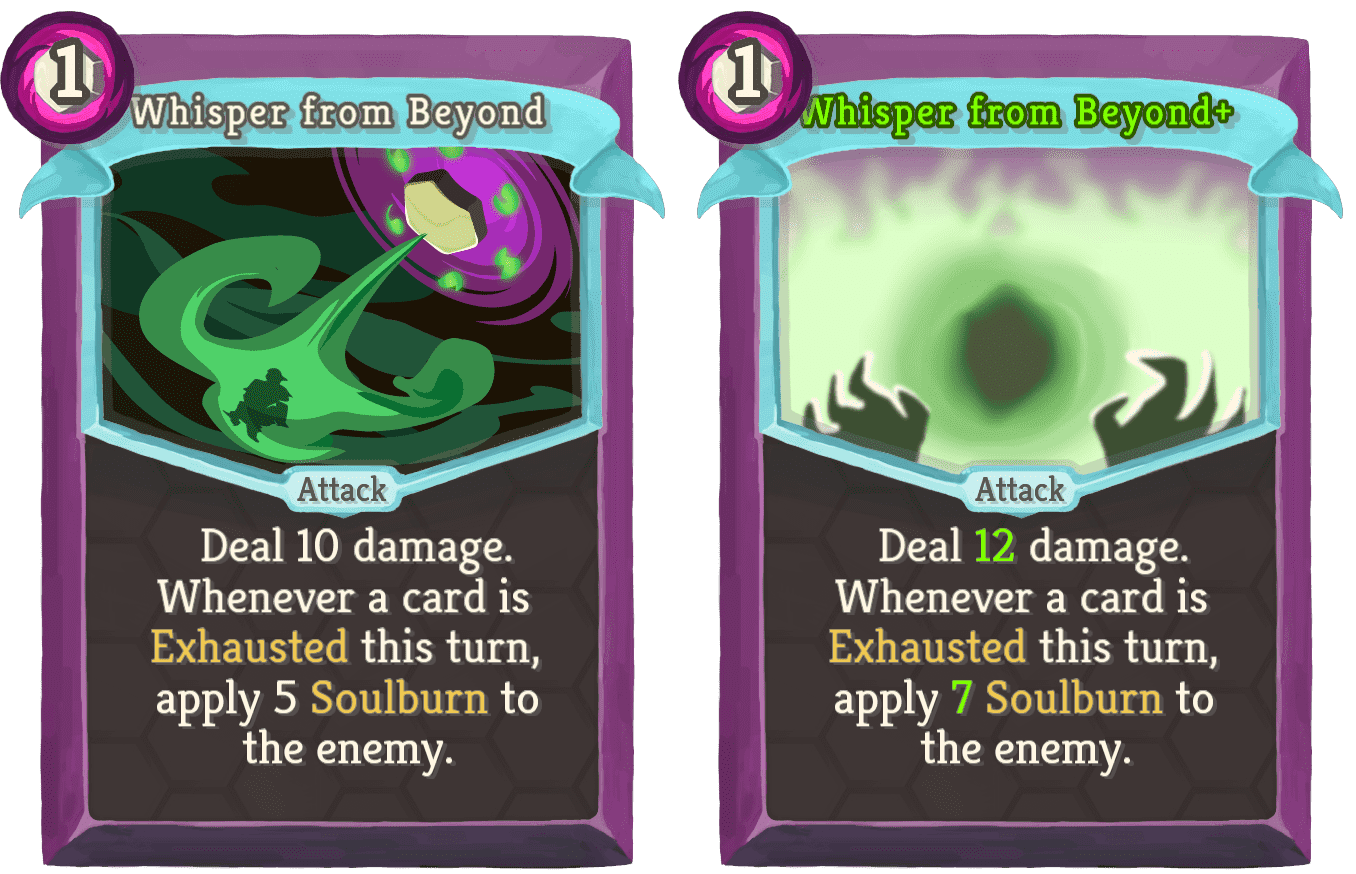 1
Whisper from Beyond
Attack
Deal 10 damage.
Whenever a card is
Exhausted this turn,
apply 5 Soulburn to
the enemy.
1
Whisper from Beyond+
Attack
Deal 12 damage.
Whenever a card is
Exhausted this turn,
apply 7 Soulburn to
the enemy.